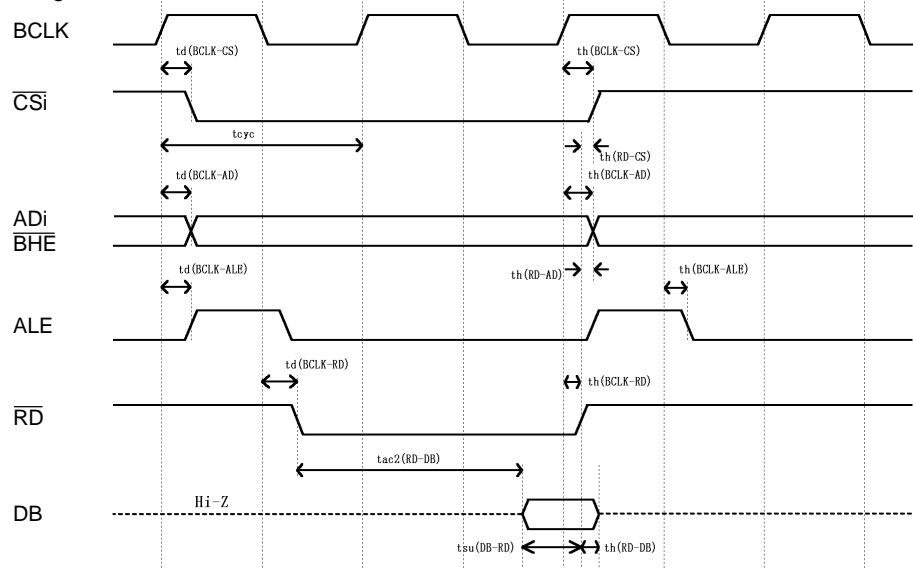 BCLK
td(BCLK-CS)
th(BCLK-CS)
CSi
tcyc
th(RD-CS)
td(BCLK-AD)
th(BCLK-AD)
ADi
BHE
td(BCLK-ALE)
th(RD-AD)
th(BCLK-ALE)
ALE
td(BCLK-RD)
th(BCLK-RD)
RD
tac2(RD-DB)
Hi-Z
DB
tsu(DB-RD)
th(RD-DB)